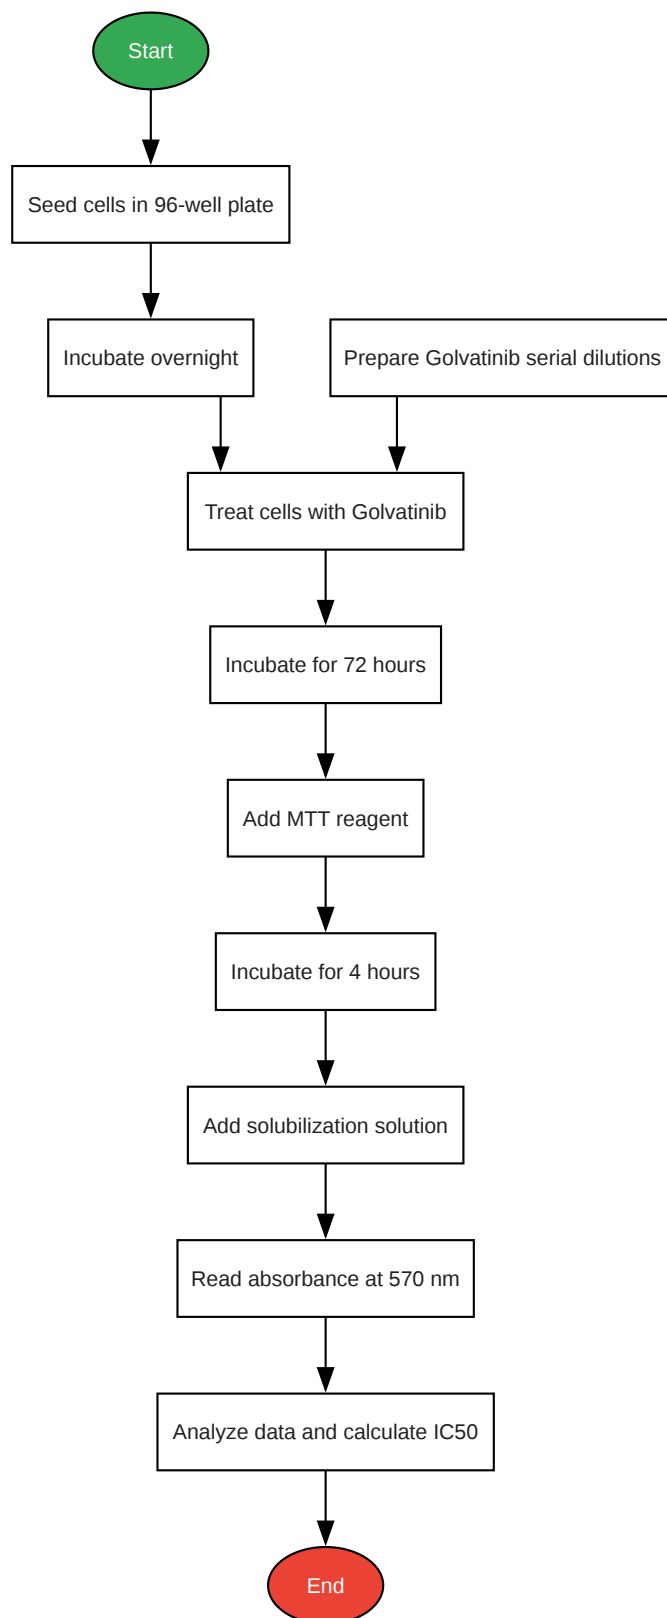 Start
Seed cells in 96-well plate
Incubate overnight
Prepare Golvatinib serial dilutions
Treat cells with Golvatinib
Incubate for 72 hours
Add MTT reagent
Incubate for 4 hours
Add solubilization solution
Read absorbance at 570 nm
Analyze data and calculate IC50
End